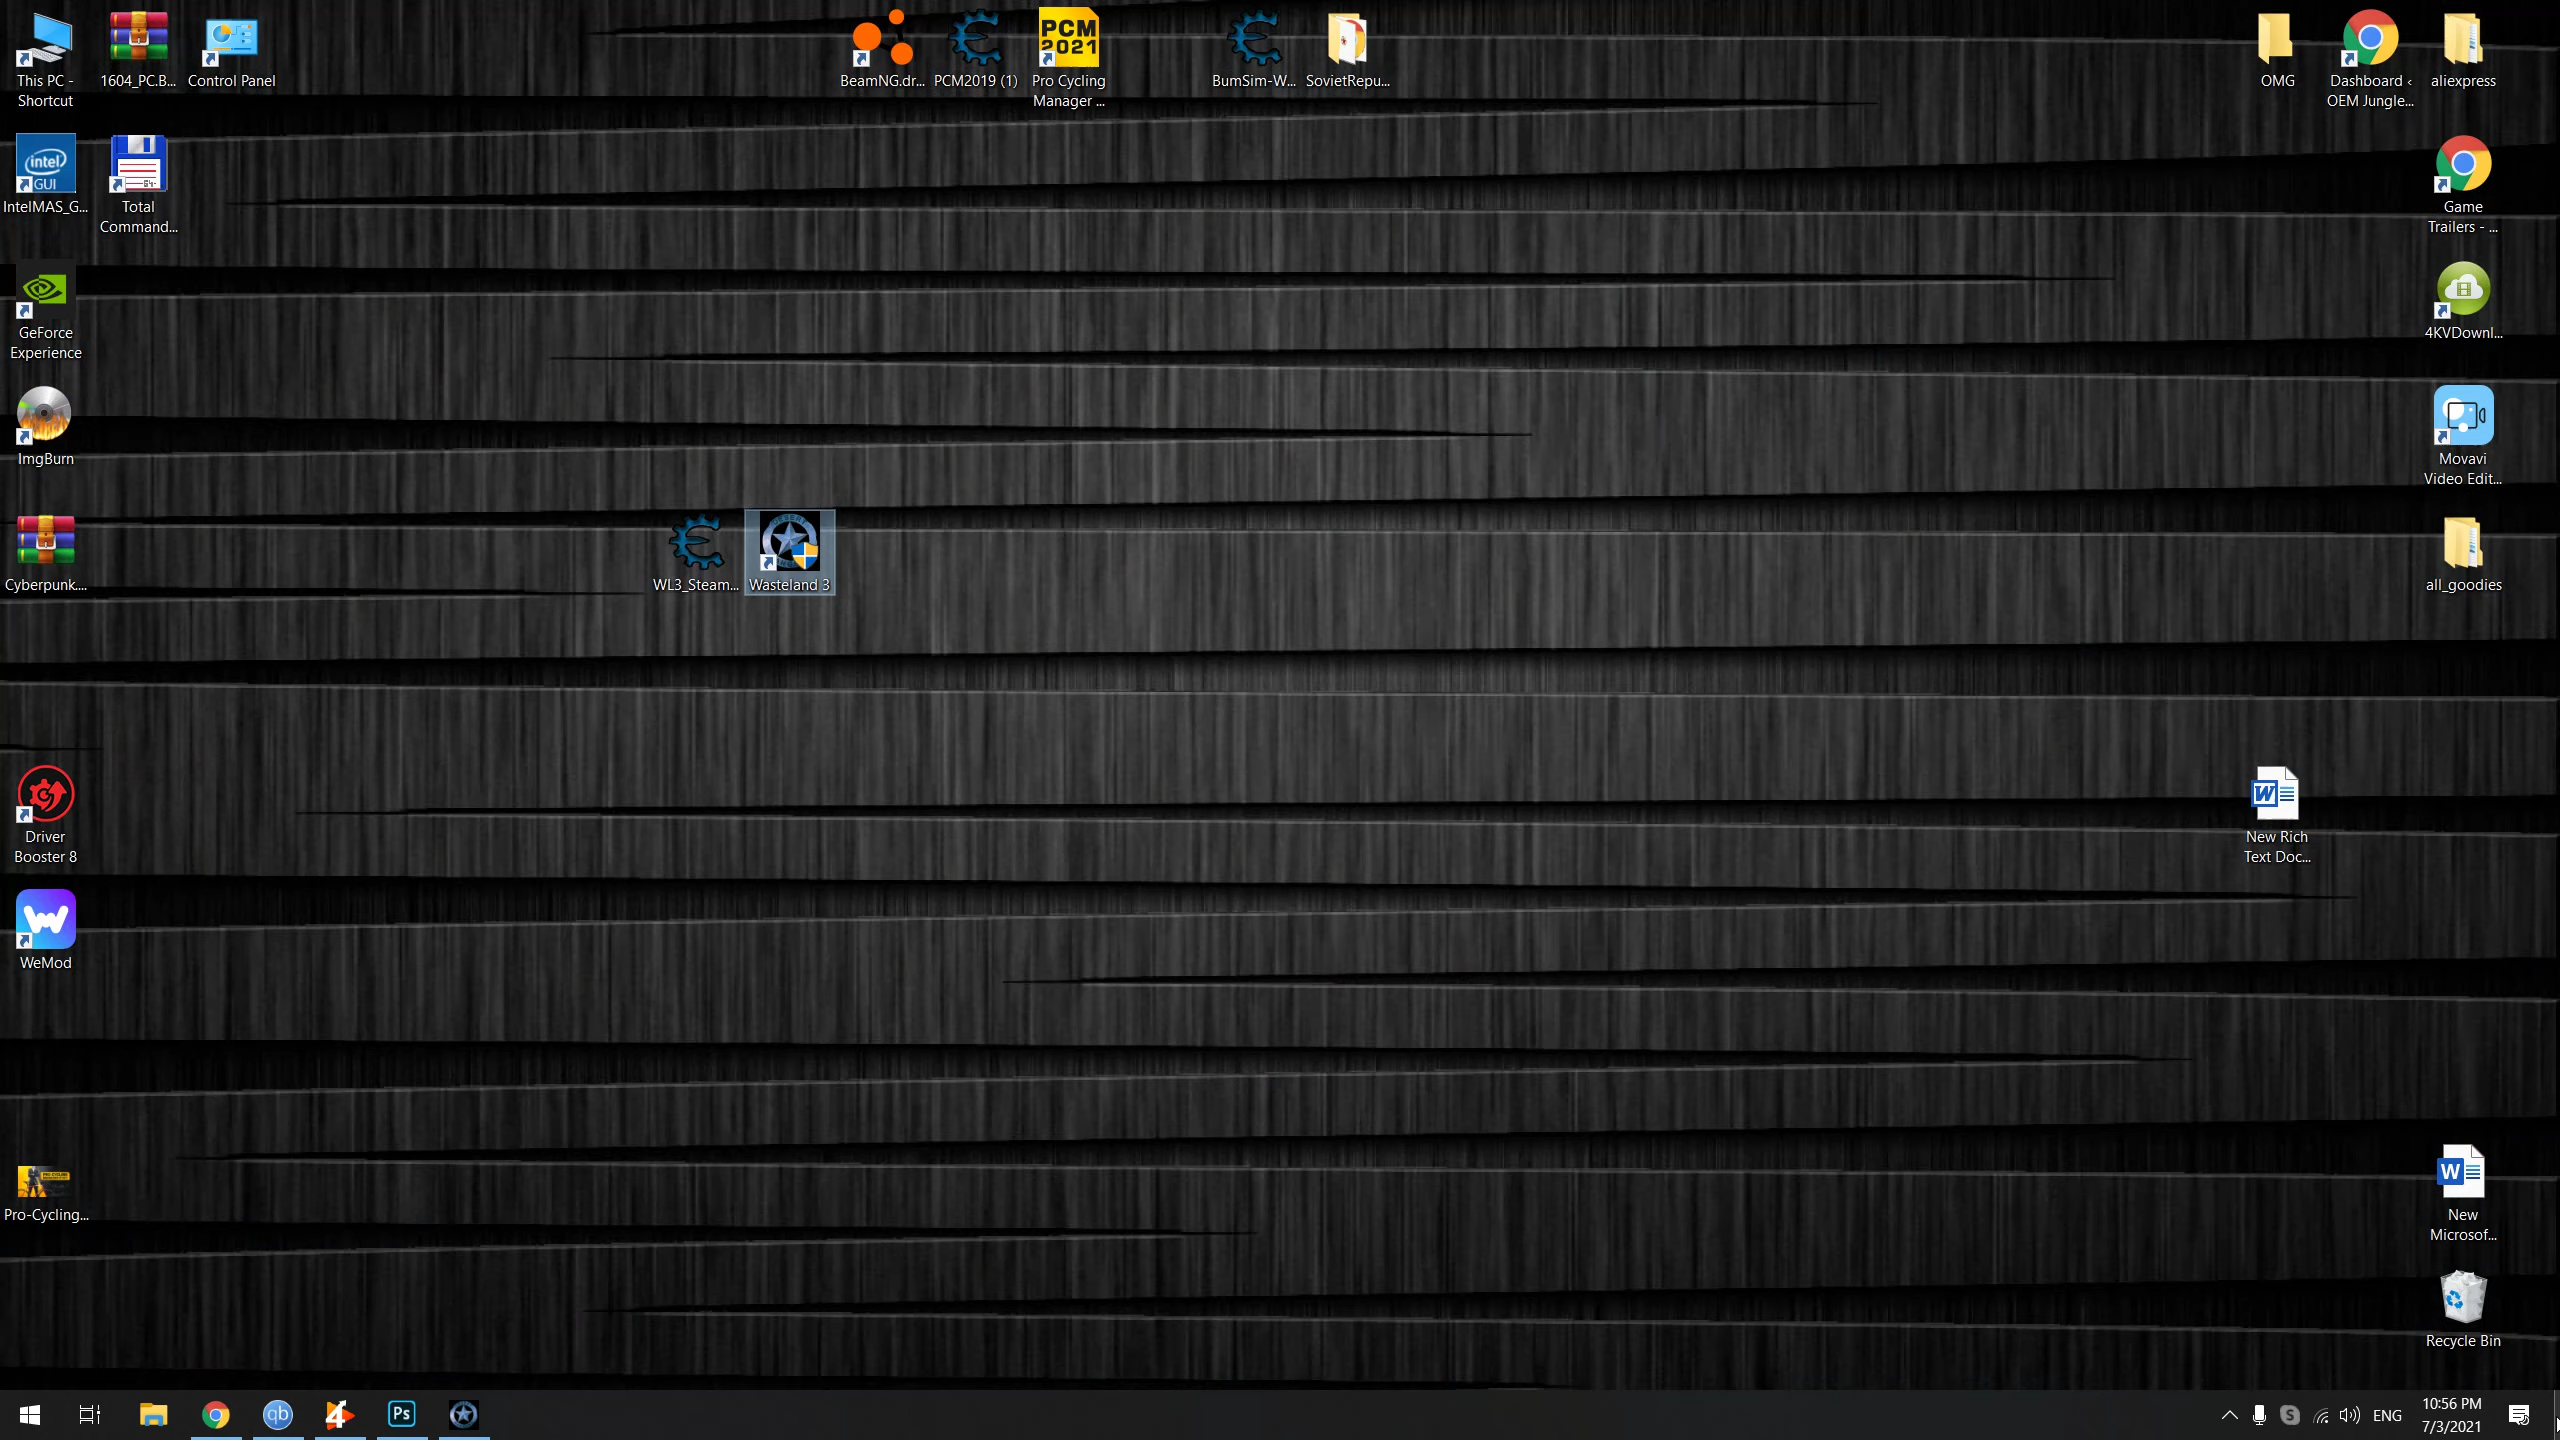 This PC -
Shortcut
1604_PC.B...
Control Panel
BeamNG.dr...
PCM2019 (1)
PCM
2021
Pro Cycling
Manager ...
BumSim-W...
SovietRepu...
OMG
Dashboard ‹
OEM Jungle...
aliexpress
intel
GUI
IntelMAS_G...
Total
Command...
Game
Trailers - ...
GeForce
Experience
4KVDownl...
ImgBurn
Movavi
Video Edit...
Cyberpunk....
WL3_Steam...
Wasteland 3
all_goodies
Driver
Booster 8
W
New Rich
Text Doc...
WeMod
Pro-Cycling...
W
New
Microsof...
Recycle Bin
qb
4
Ps
S
ENG
10:56 PM
7/3/2021